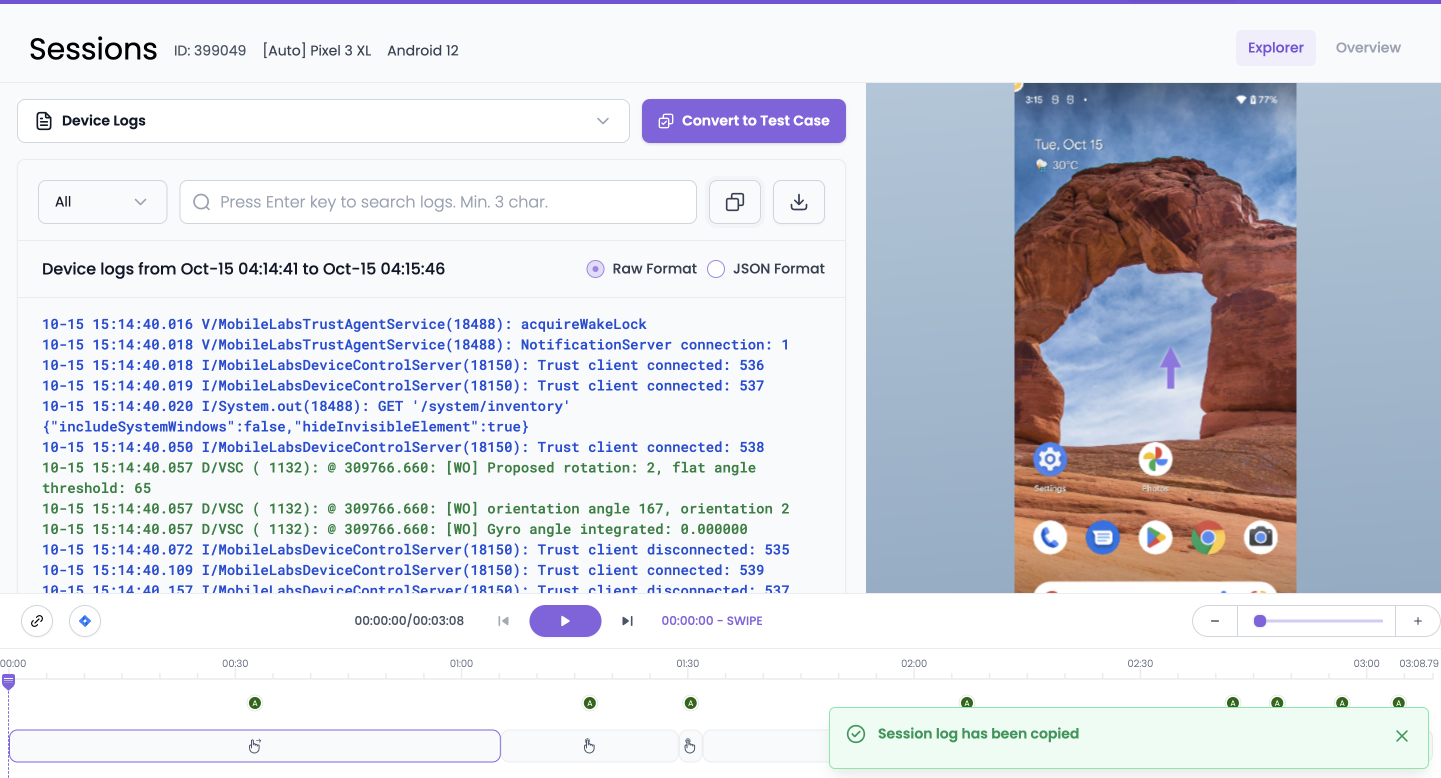 Sessions
ID: 399049
[Auto] Pixel 3 XL
Android 12
Explorer
Overview
Device Logs
Convert to Test Case
All
Press Enter key to search logs. Min. 3 char.
Device logs from Oct-15 04:14:41 to Oct-15 04:15:46
Raw Format
JSON Format
10-15 15:14:40.016 V/MobileLabsTrustAgentService(18488): acquireWakeLock
10-15 15:14:40.018 V/MobileLabsTrustAgentService(18488): NotificationServer connection: 1
10-15 15:14:40.018 I/MobileLabsDeviceControlServer(18150): Trust client connected: 536
10-15 15:14:40.019 I/MobileLabsDeviceControlServer(18150): Trust client connected: 537
10-15 15:14:40.020 I/System.out(18488): GET '/system/inventory'
{"includeSystemWindows":false,"hideInvisibleElement":true}
10-15 15:14:40.050 I/MobileLabsDeviceControlServer(18150): Trust client connected: 538
10-15 15:14:40.057 D/VSC ( 1132): @ 309766.660: [WO] Proposed rotation: 2, flat angle
threshold: 65
10-15 15:14:40.057 D/VSC ( 1132): @ 309766.660: [WO] orientation angle 167, orientation 2
10-15 15:14:40.057 D/VSC ( 1132): @ 309766.660: [WO] Gyro angle integrated: 0.000000
10-15 15:14:40.072 I/MobileLabsDeviceControlServer(18150): Trust client disconnected: 535
10-15 15:14:40.109 I/MobileLabsDeviceControlServer(18150): Trust client connected: 539
10-15 15:14:40.157 I/MobileLabsDeviceControlServer(18150): Trust client disconnected: 537
3:15
77%
Tue, Oct 15
30°C
Settings
Photos
00:00:00/00:03:08
00:00:00 - SWIPE
00:00
00:30
01:00
01:30
02:00
02:30
03:00
03:08.79
A
A
A
A
A
A
A
A
Session log has been copied